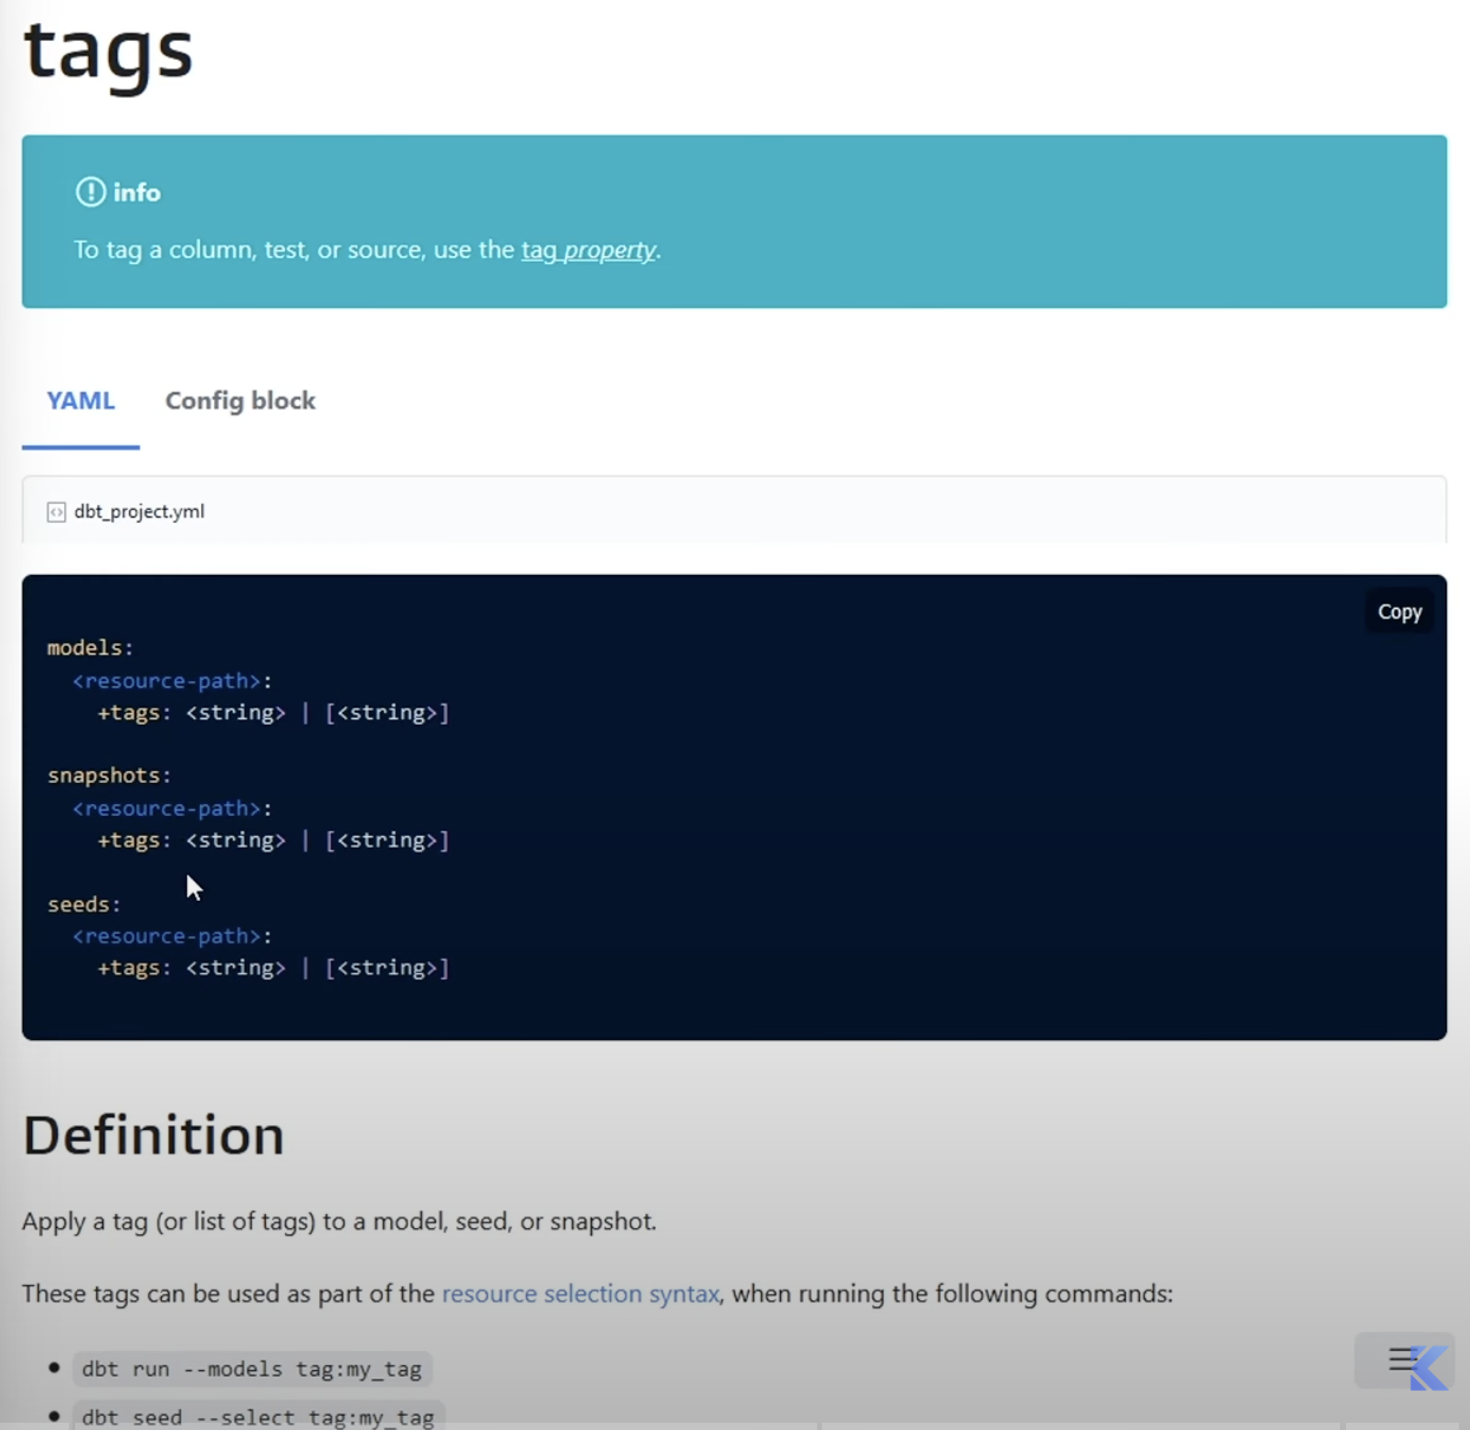 tags
info
To tag a column, test, or source, use the tag property.
YAML Config block
dbt_project.yml
Copy
models:
  <resource-path>:
    +tags: <string> | [<string>]
snapshots:
  <resource-path>:
    +tags: <string> | [<string>]
seeds:
  <resource-path>:
    +tags: <string> | [<string>]
Definition
Apply a tag (or list of tags) to a model, seed, or snapshot.
These tags can be used as part of the resource selection syntax, when running the following commands:
• dbt run --models tag:my_tag
• dbt seed --select tag:my_tag